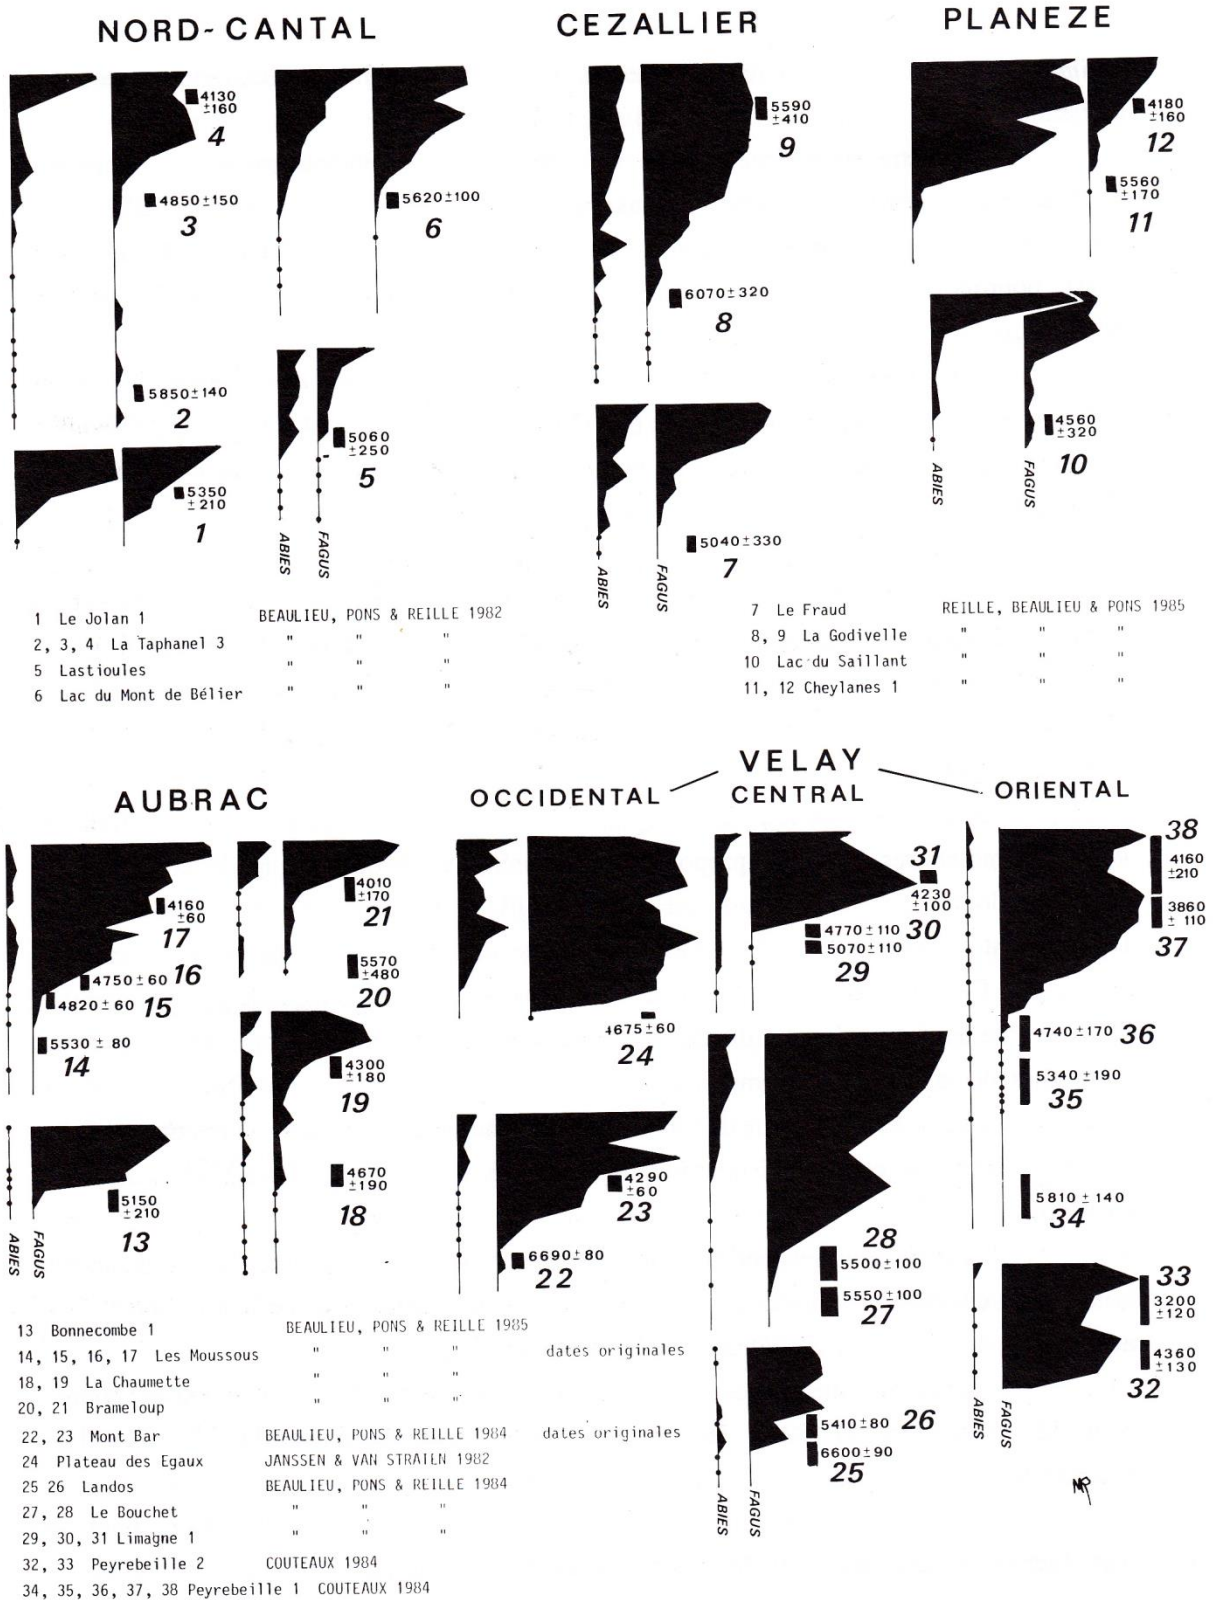 NORD-CANTAL
4130
±160
4
4850±150
3
5850±140
2
5350
±210
1
5620±100
6
5060
±250
5
ABIES
FAGUS
CEZALLIER
5590
±410
9
6070±320
8
5040±330
7
ABIES
FAGUS
PLANEZE
4180
±160
12
5560
±170
11
4560
±320
10
ABIES
FAGUS
1 Le Jolan 1 BEAULIEU, PONS & REILLE 1982
2, 3, 4 La Taphanel 3 " " "
5 Lastioules " " "
6 Lac du Mont de Bélier " " "
7 Le Fraud REILLE, BEAULIEU & PONS 1985
8, 9 La Godivelle " " "
10 Lac du Saillant " " "
11, 12 Cheylanes 1 " " "
AUBRAC
4160
±60
17
4750±60 16
4820±60 15
5530 ± 80
14
5150
±210
13
ABIES
FAGUS
4010
±170
21
5570
±480
20
4300
±180
19
4670
±190
18
VELAY
OCCIDENTAL
CENTRAL
ORIENTAL
4675±60
24
4290
±60
23
6690±80
22
31
4230
±100
30
4770±110
5070±110
29
28
5500±100
5550±100
27
5410±80 26
6600±90
25
ABIES
FAGUS
38
4160
±210
3860
± 110
37
4740±170 36
5340±190
35
5810±140
34
33
3200
±120
4360
±130
32
ABIES
FAGUS
13 Bonnecombe 1 BEAULIEU, PONS & REILLE 1985
14, 15, 16, 17 Les Moussous " " " dates originales
18, 19 La Chaumette " " "
20, 21 Brameloup " " "
22, 23 Mont Bar BEAULIEU, PONS & REILLE 1984 dates originales
24 Plateau des Egaux JANSSEN & VAN STRATEN 1982
25 26 Landos BEAULIEU, PONS & REILLE 1984
27, 28 Le Bouchet " " "
29, 30, 31 Limagne 1 " " "
32, 33 Peyrebeille 2 COUTEAUX 1984
34, 35, 36, 37, 38 Peyrebeille 1 COUTEAUX 1984